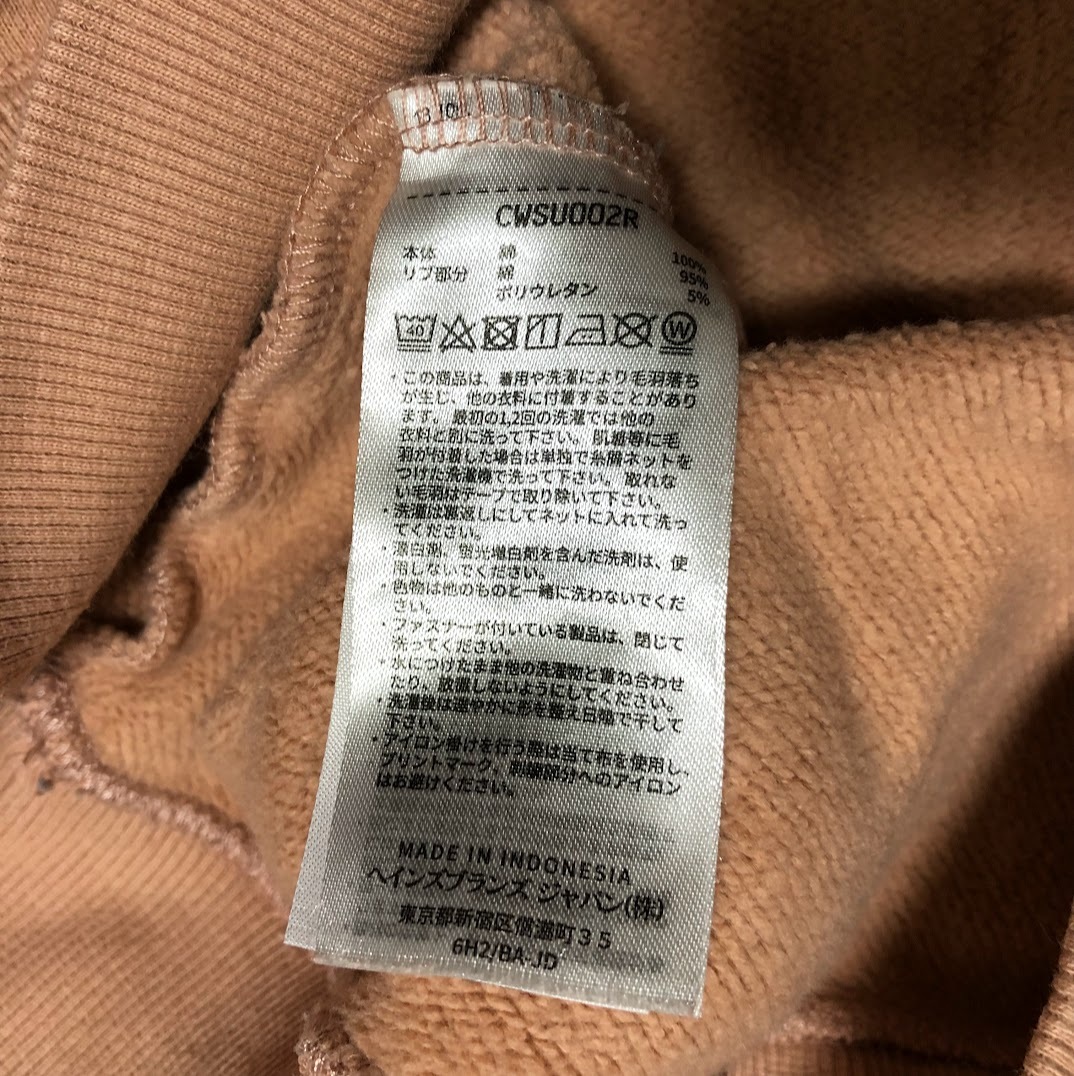 13.10
CWSU002R
本体 綿 100%
リブ部分 綿 95%
ポリウレタン 5%
40
W
・この商品は、着用や洗濯により毛羽落ち
が生じ、他の衣料に付着することがあり
ます。最初の1,2回の洗濯では他の
衣料と別に洗って下さい。肌着等に毛
羽が付着した場合は単独で糸屑ネットを
つけた洗濯機で洗って下さい。取れな
い毛羽はテープで取り除いて下さい。
・洗濯は裏返しにしてネットに入れて洗っ
てください。
・漂白剤、蛍光増白剤を含んだ洗剤は、使
用しないでください。
・色物は他のものと一緒に洗わないでくだ
さい。
・ファスナーが付いている製品は、閉じて
洗ってください。
・水につけたまま他の洗濯物と重ね合わせ
たり、放置しないようにしてください。
・洗濯後は速やかに形を整え日陰で干して
下さい。
・アイロン掛けを行う際は当て布を使用し、
プリントマーク、刺繍部分へのアイロン
はお避けください。
MADE IN INDONESIA
ヘインズブランズ ジャパン(株)
東京都新宿区信濃町35
6H2/BA-JD